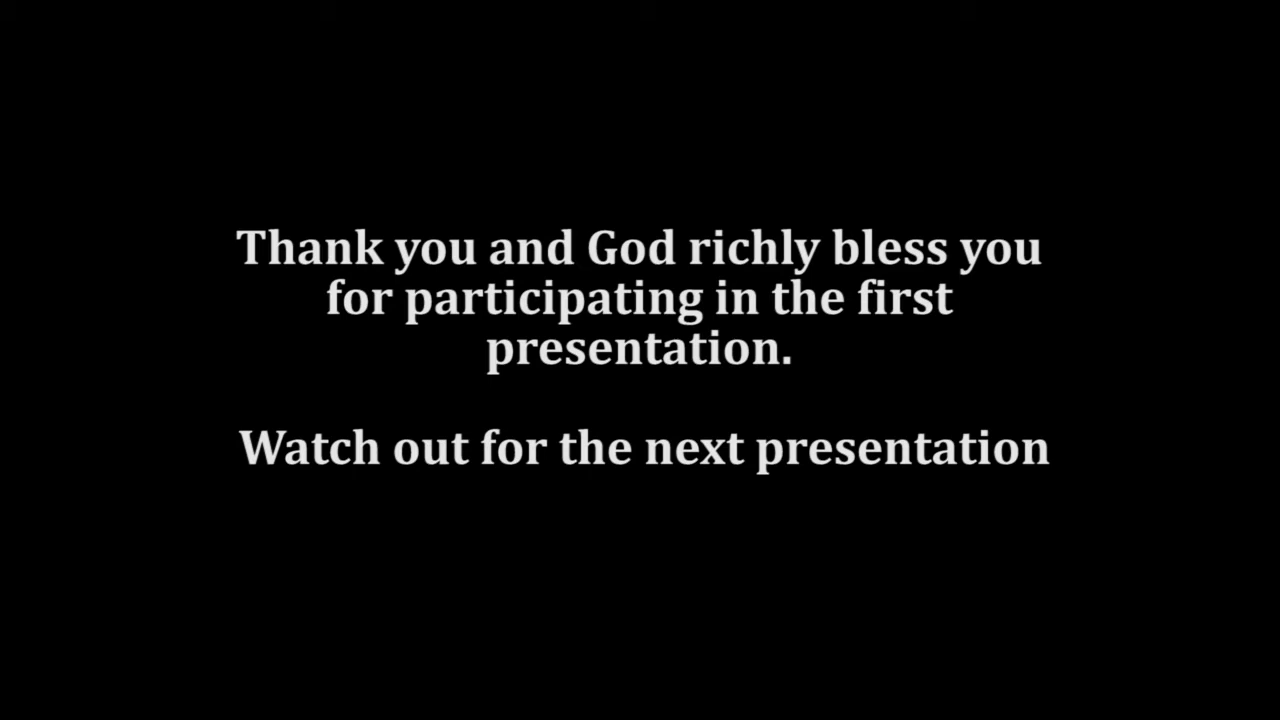 Thank you and God richly bless you
for participating in the first
presentation.
Watch out for the next presentation